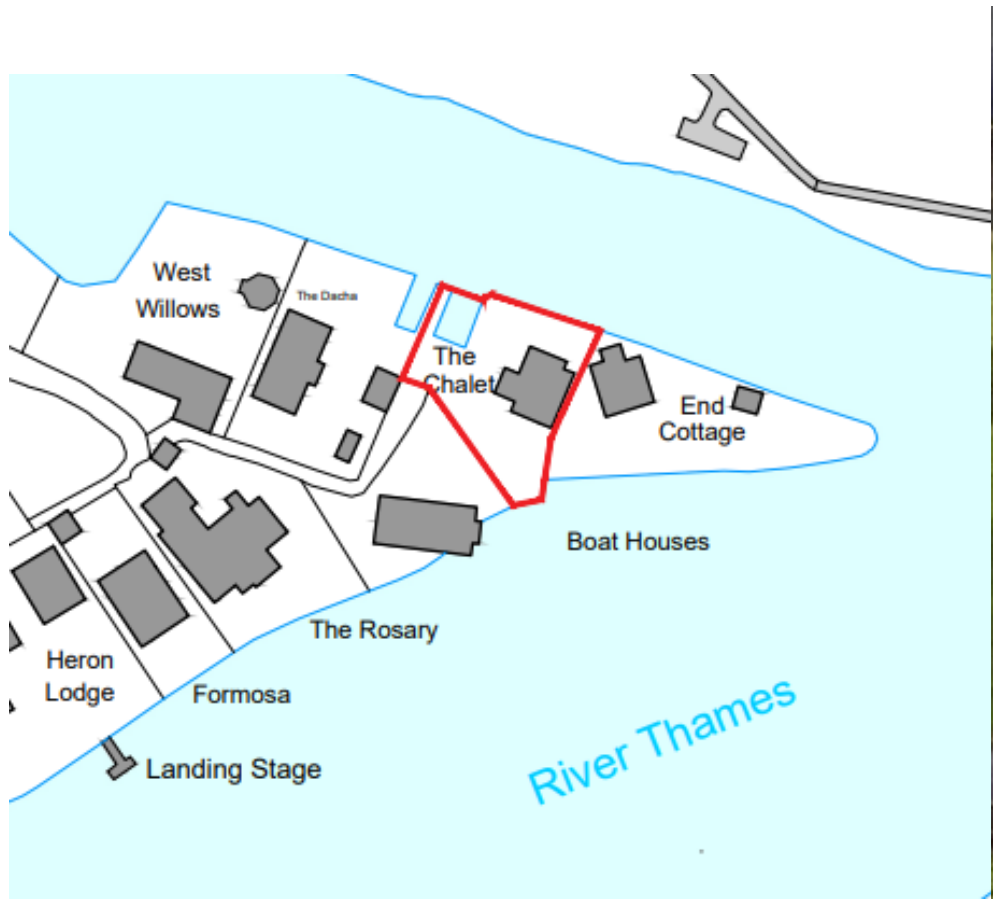 West
Willows
The Dacha
The
Chalet
End
Cottage
Boat Houses
The Rosary
Heron
Lodge
Formosa
Landing Stage
River Thames